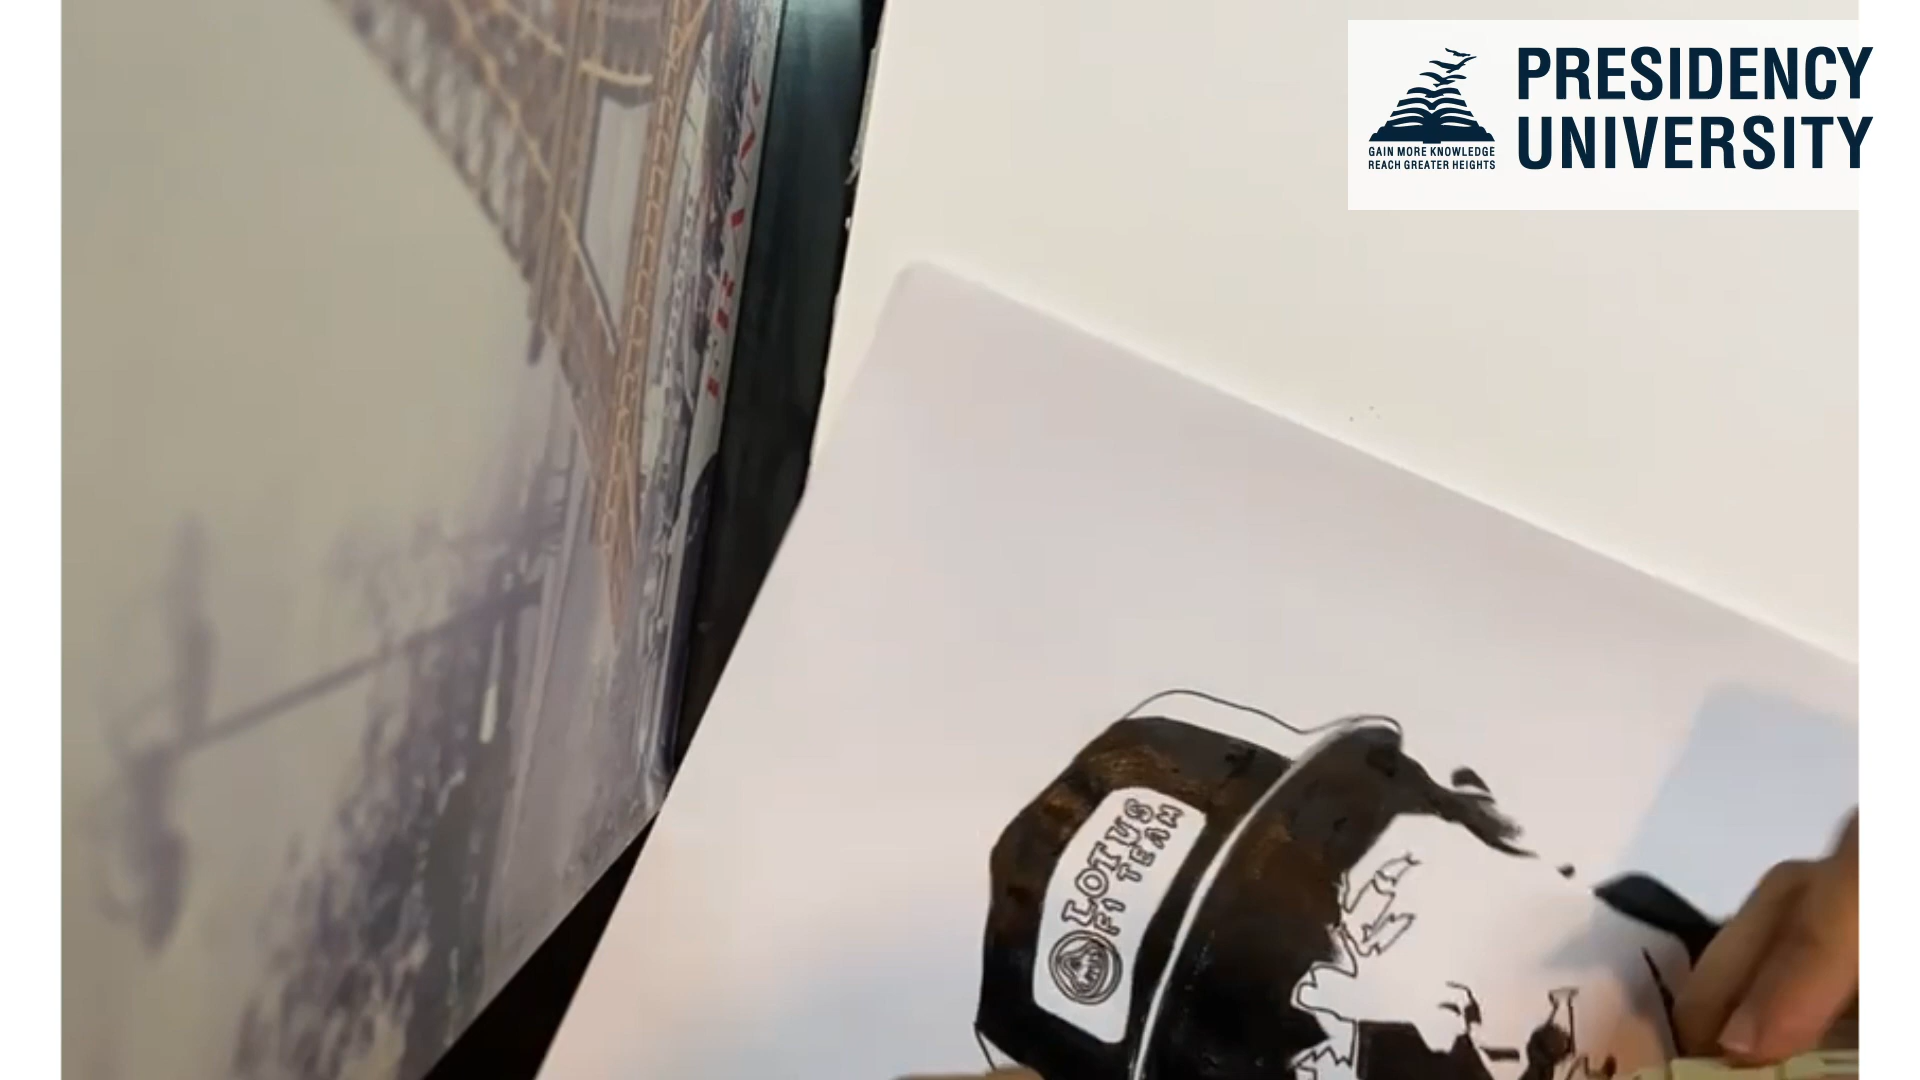 PRESIDENCY
UNIVERSITY
GAIN MORE KNOWLEDGE
REACH GREATER HEIGHTS
LOTUS
F1 TEAM